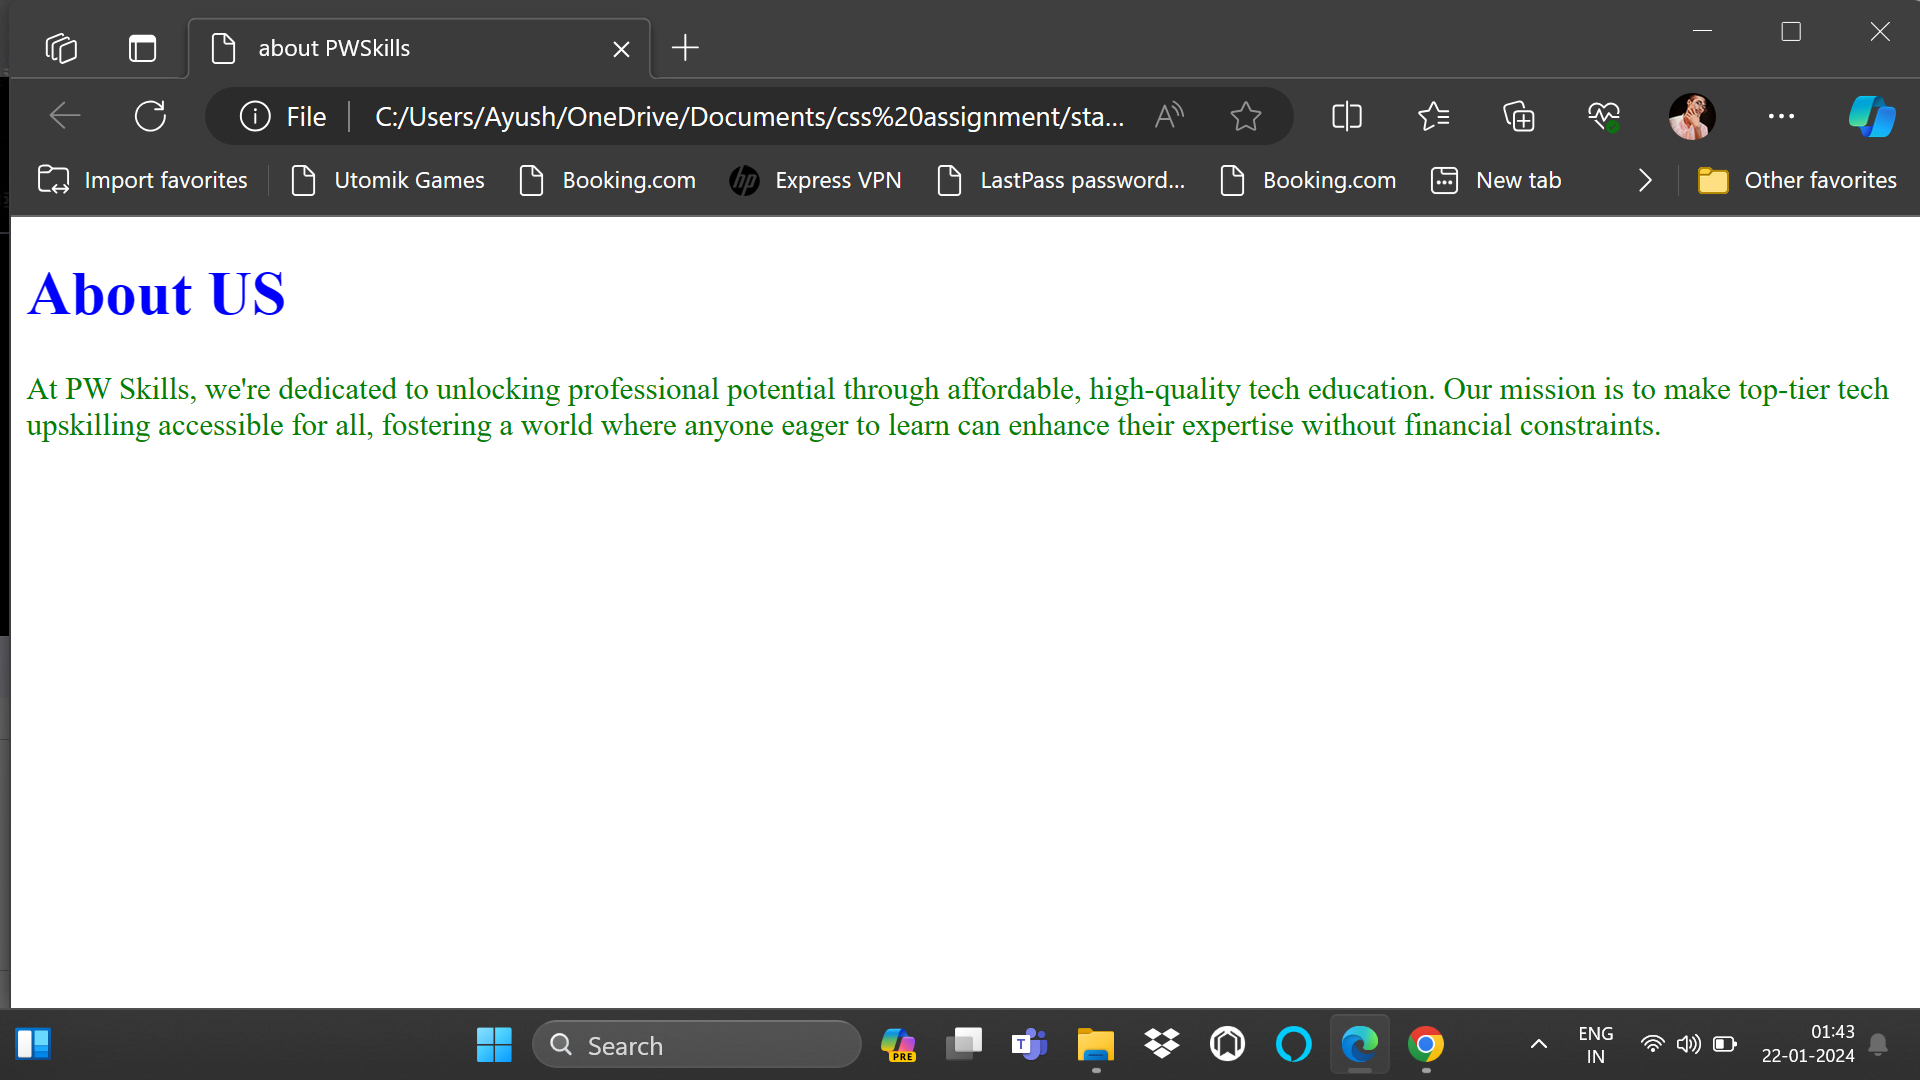 about PWSkills
File C:/Users/Ayush/OneDrive/Documents/css%20assignment/sta...
Import favorites Utomik Games Booking.com Express VPN LastPass password... Booking.com New tab Other favorites
About US
At PW Skills, we're dedicated to unlocking professional potential through affordable, high-quality tech education. Our mission is to make top-tier tech
upskilling accessible for all, fostering a world where anyone eager to learn can enhance their expertise without financial constraints.
Search PRE T ENG 01:43
IN 22-01-2024